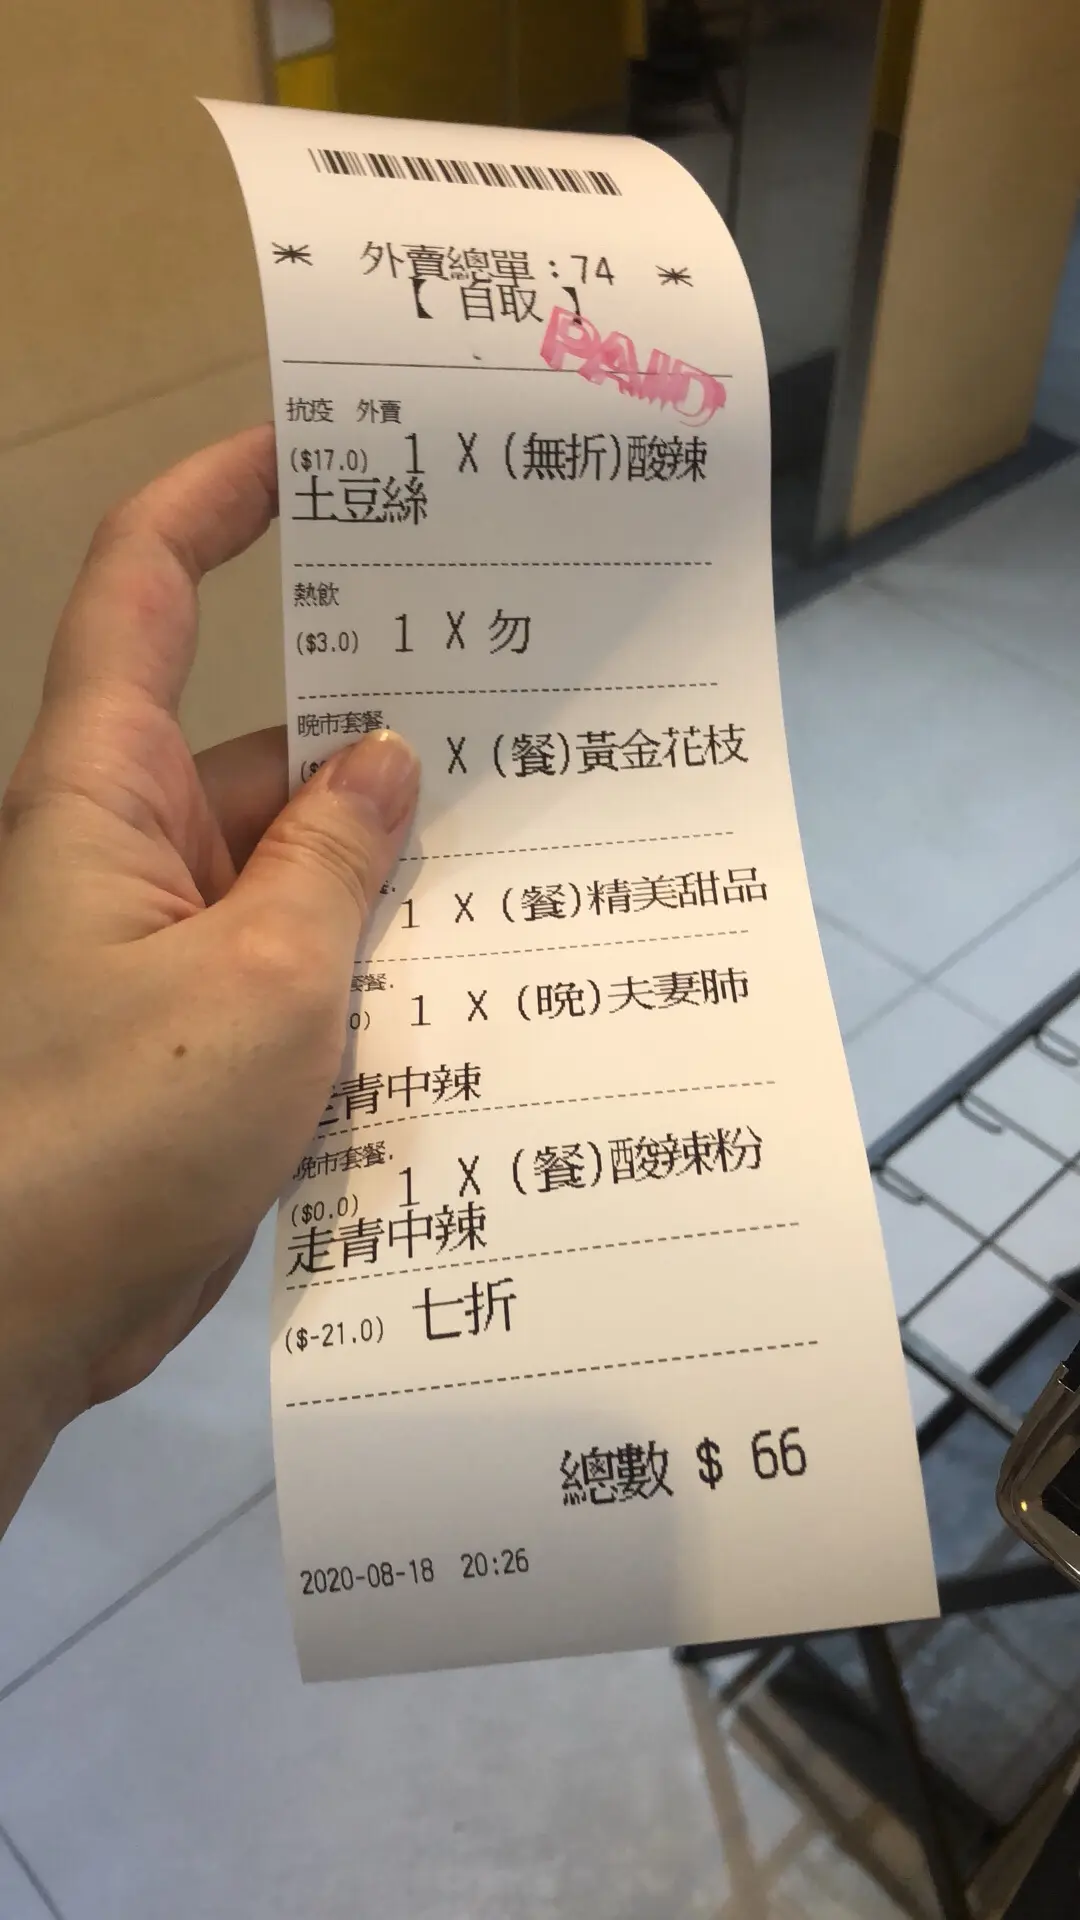 * 外賣總單:74 *
【 自取 】
PAID
抗疫 外賣
($17.0) 1 X (無折)酸辣
土豆絲
熱飲
($3.0) 1 X 勿
晚市套餐.
X (餐)黃金花枝
1 X (餐)精美甜品
套餐.
0) 1 X (晚)夫妻肺
走青中辣
晚市套餐.
($0.0) 1 X (餐)酸辣粉
走青中辣
($-21.0) 七折
總數 $ 66
2020-08-18 20:26